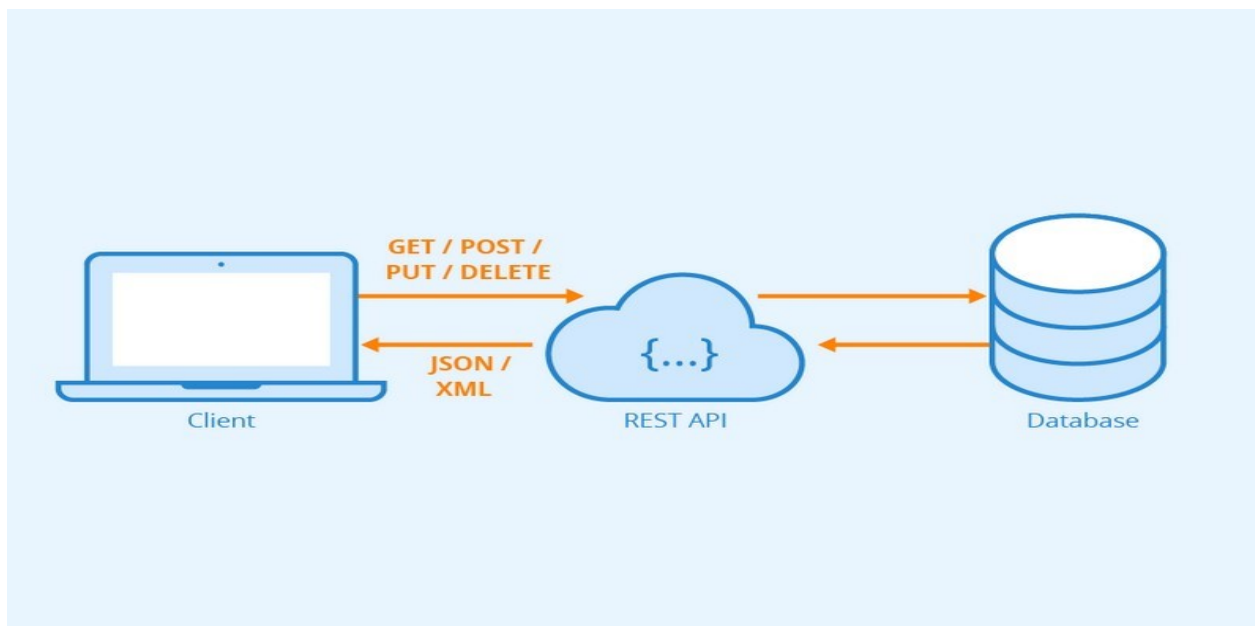 GET / POST /
PUT / DELETE
JSON /
XML
{...}
Client
REST API
Database